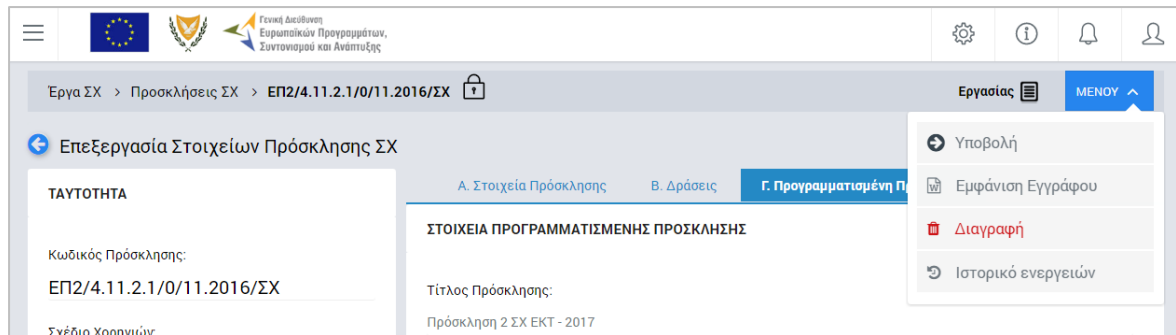 Γενική Διεύθυνση
Ευρωπαϊκών Προγραμμάτων,
Συντονισμού και Ανάπτυξης
Έργα ΣΧ > Προσκλήσεις ΣΧ > ΕΠ2/4.11.2.1/0/11.2016/ΣΧ
Εργασίας
ΜΕΝΟΥ
Υποβολή
Εμφάνιση Εγγράφου
Διαγραφή
Ιστορικό ενεργειών
Επεξεργασία Στοιχείων Πρόσκλησης ΣΧ
ΤΑΥΤΟΤΗΤΑ
Κωδικός Πρόσκλησης:
ΕΠ2/4.11.2.1/0/11.2016/ΣΧ
Σχέδιο Χορηγιών:
Α. Στοιχεία Πρόσκλησης
Β. Δράσεις
Γ. Προγραμματισμένη
ΣΤΟΙΧΕΙΑ ΠΡΟΓΡΑΜΜΑΤΙΣΜΕΝΗΣ ΠΡΟΣΚΛΗΣΗΣ
Τίτλος Πρόσκλησης:
Πρόσκληση 2 ΣΧ ΕΚΤ - 2017